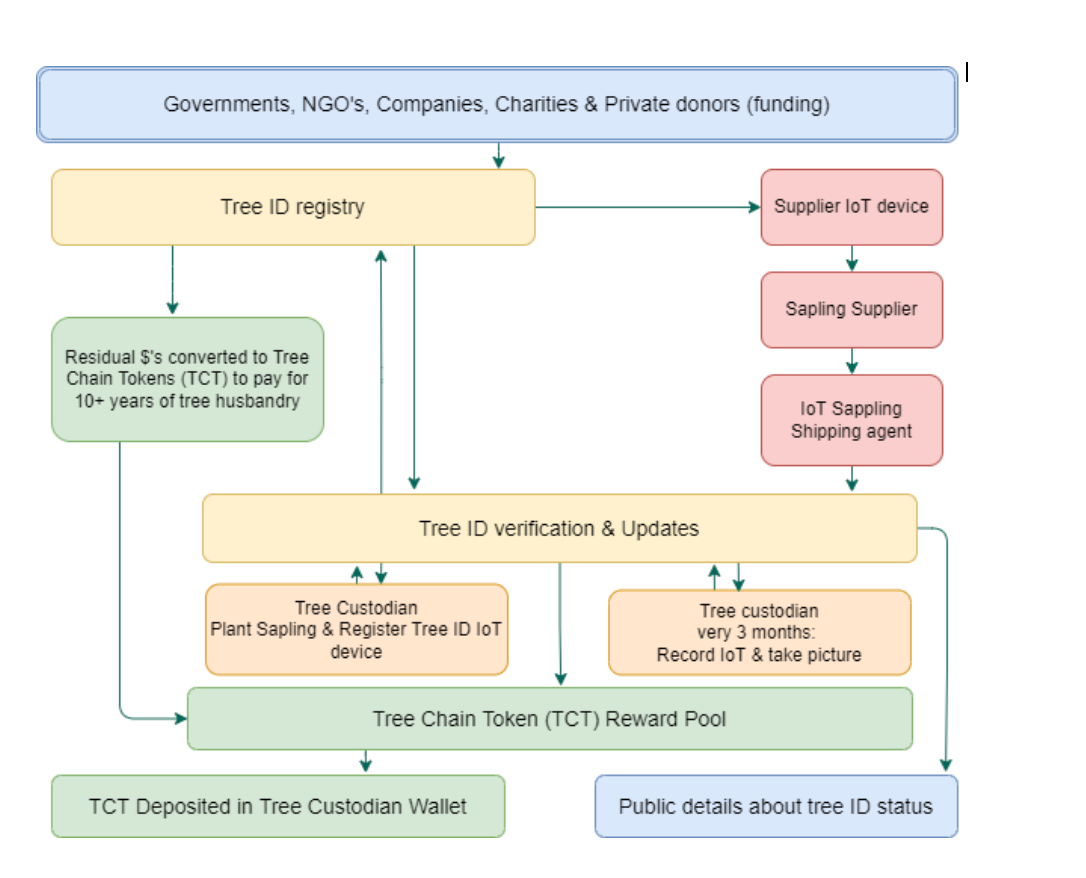 Governments, NGO's, Companies, Charities & Private donors (funding)
Tree ID registry
Supplier IoT device
Sapling Supplier
Residual $'s converted to Tree
Chain Tokens (TCT) to pay for
10+ years of tree husbandry
IoT Sappling
Shipping agent
Tree ID verification & Updates
Tree Custodian
Plant Sapling & Register Tree ID IoT
device
Tree custodian
very 3 months:
Record IoT & take picture
Tree Chain Token (TCT) Reward Pool
TCT Deposited in Tree Custodian Wallet
Public details about tree ID status